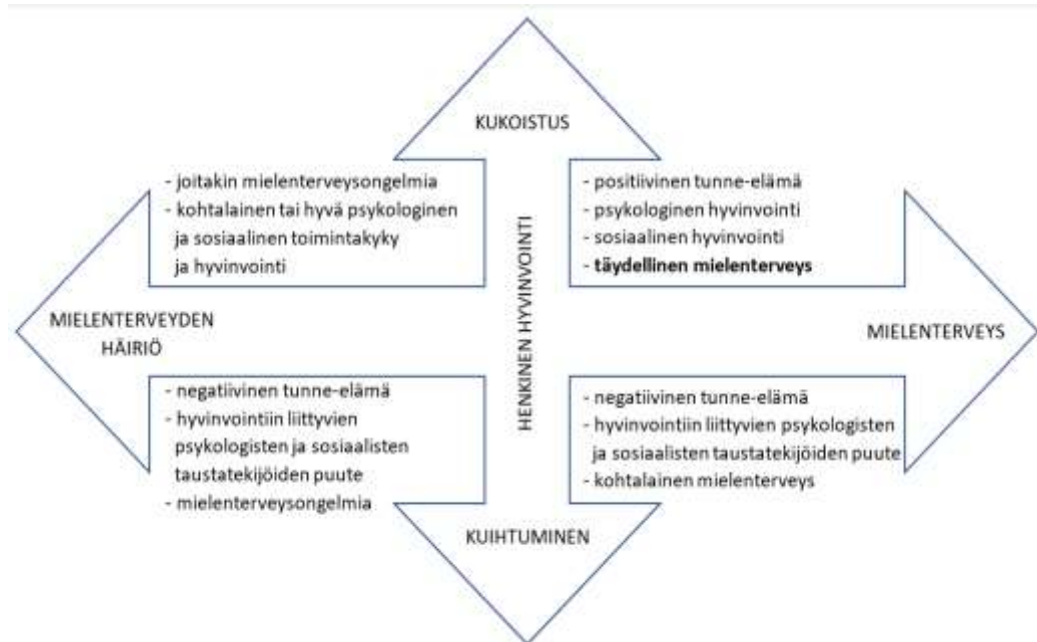 KUKOISTUS
- joitakin mielenterveysongelmia
- kohtalainen tai hyvä psykologinen
ja sosiaalinen toimintakyky
ja hyvinvointi
- positiivinen tunne-elämä
- psykologinen hyvinvointi
- sosiaalinen hyvinvointi
- täydellinen mielenterveys
MIELENTERVEYDEN
HÄIRIÖ
HENKINEN HYVINVOINTI
MIELENTERVEYS
- negatiivinen tunne-elämä
- hyvinvointiin liittyvien
psykologisten ja sosiaalisten
taustatekijöiden puute
- mielenterveysongelmia
- negatiivinen tunne-elämä
- hyvinvointiin liittyvien psykologisten
ja sosiaalisten taustatekijöiden puute
- kohtalainen mielenterveys
KUIHTUMINEN